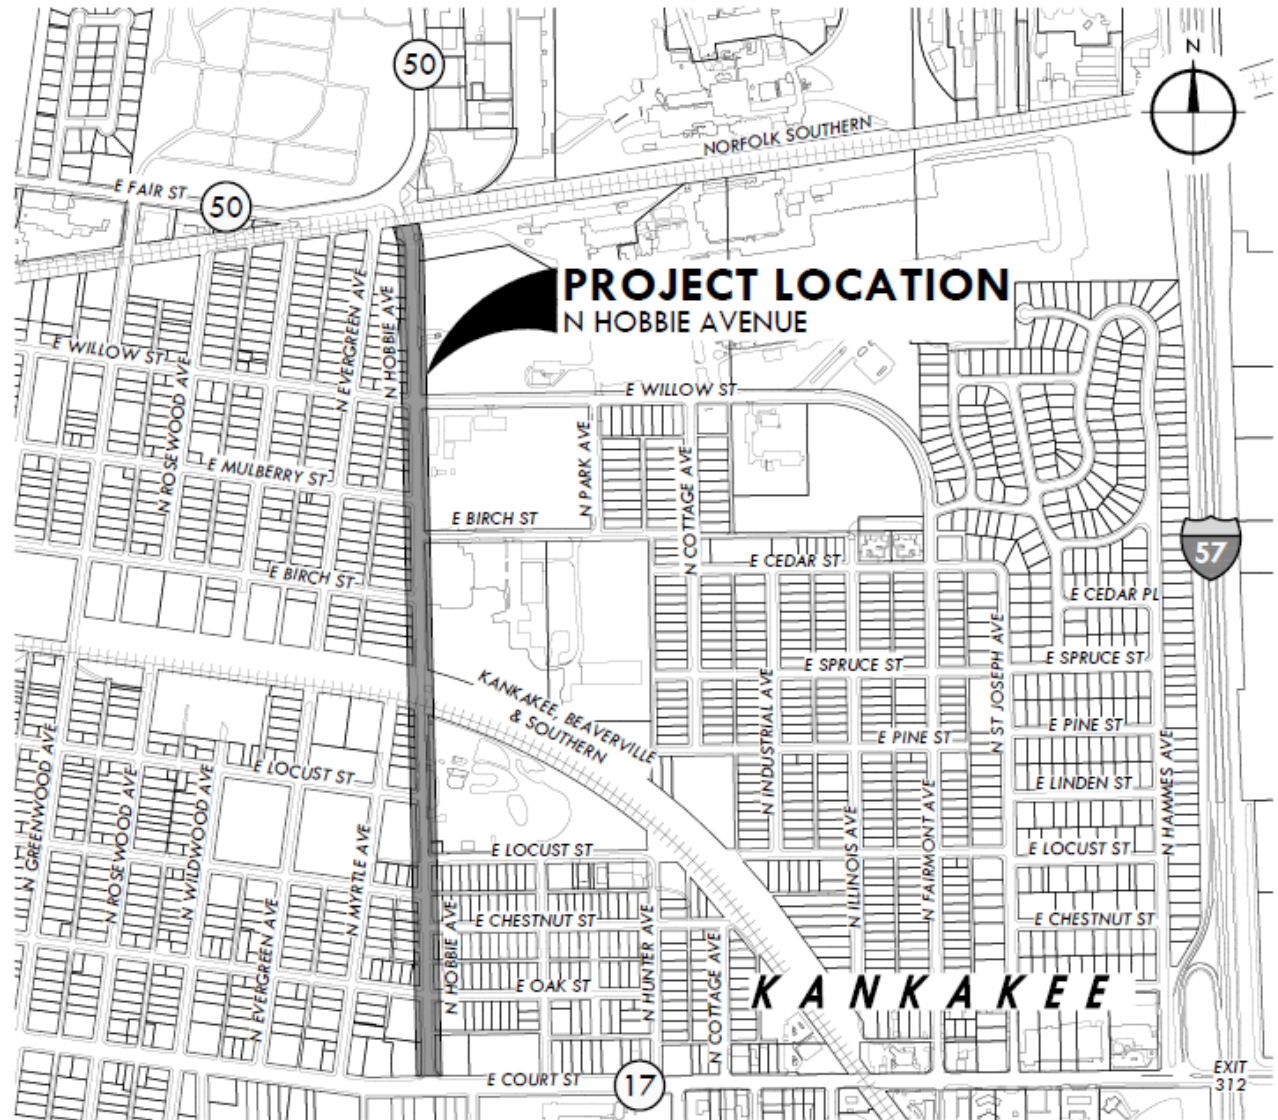 50
N
NORFOLK SOUTHERN
E FAIR ST
50
PROJECT LOCATION
N HOBBIE AVENUE
N EVERGREEN AVE
N HOBBIE AVE
E WILLOW ST
N ROSEWOOD AVE
E WILLOW ST
E MULBERRY ST
N PARK AVE
N COTTAGE AVE
E BIRCH ST
E BIRCH ST
E CEDAR ST
57
E CEDAR PL
N ST JOSEPH AVE
E SPRUCE ST
E SPRUCE ST
KANKAKEE, BEAVERVILLE
& SOUTHERN
N INDUSTRIAL AVE
E PINE ST
E PINE ST
N GREENWOOD AVE
N ROSEWOOD AVE
N WILDWOOD AVE
E LOCUST ST
N MYRTLE AVE
N EVERGREEN AVE
E LINDEN ST
N HAMMES AVE
N ILLINOIS AVE
N FAIRMONT AVE
E LOCUST ST
E LOCUST ST
E CHESTNUT ST
E CHESTNUT ST
N HOBBIE AVE
N HUNTER AVE
N COTTAGE AVE
E OAK ST
KANKAKEE
E COURT ST
17
EXIT
312